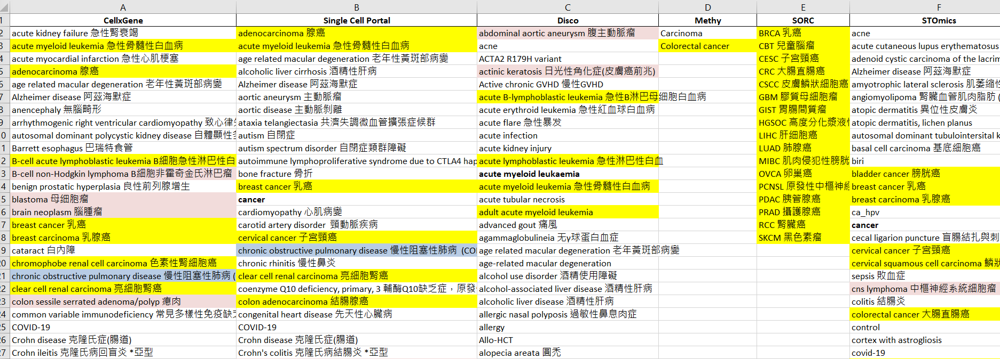 A B C D E F
1 CellxGene Single Cell Portal Disco Methy SORC STOmics
2 acute kidney failure 急性腎衰竭 adenocarcinoma 腺癌 abdominal aortic aneurysm 腹主動脈瘤 Carcinoma BRCA 乳癌 acne
3 acute myeloid leukemia 急性骨髓性白血病 acute myeloid leukemia 急性骨髓性白血病 acne Colorectal cancer CBT 兒童腦瘤 acute cutaneous lupus erythematosus
4 acute myocardial infarction 急性心肌梗塞 age related macular degeneration 老年性黃斑部病變 ACTA2 R179H variant CESC 子宮頸癌 adenoid cystic carcinoma of the lacrim
5 adenocarcinoma 腺癌 alcoholic liver cirrhosis 酒精性肝病 actinic keratosis 日光性角化症(皮膚癌前兆) CRC 大腸直腸癌 Alzheimer disease 阿茲海默症
6 age related macular degeneration 老年性黃斑部病變 Alzheimer disease 阿茲海默症 Active chronic GVHD 慢性GVHD CSCC 皮膚鱗狀細胞癌 amyotrophic lateral sclerosis 肌萎縮性
7 Alzheimer disease 阿茲海默症 aortic aneurysm 主動脈瘤 acute B-lymphoblastic leukemia 急性B淋巴母细胞白血病 GBM 膠質母細胞瘤 angiomyolipoma 腎臟血管肌肉脂肪 (
8 anencephaly 無腦畸形 aortic disease 主動脈剝離 acute erythroid leukemia 急性紅血球白血病 GIST 胃腸間質瘤 atopic dermatitis 異位性皮膚炎
9 arrhythmogenic right ventricular cardiomyopathy 致心律 ataxia telangiectasia 共濟失調微血管擴張症候群 acute flare 急性暴发 HGSOC 高度分化漿液 atopic dermatitis, lichen planus
0 autosomal dominant polycystic kidney disease 自體顯性 autism 自閉症 acute infection LIHC 肝细胞癌 autosomal dominant tubulointersital k
1 Barrett esophagus 巴瑞特食管 autism spectrum disorder 自閉症類群障礙 acute kidney injury LUAD 肺腺癌 basal cell carcinoma 基底細胞癌
2 B-cell acute lymphoblastic leukemia B細胞急性淋巴性白 autoimmune lymphoproliferative syndrome due to CTLA4 hap acute lymphoblastic leukemia 急性淋巴性白血 MIBC 肌肉侵犯性膀胱 biri
3 B-cell non-Hodgkin lymphoma B細胞非霍奇金氏淋巴瘤 bone fracture 骨折 acute myeloid leukaemia OVCA 卵巢癌 bladder cancer 膀胱癌
4 benign prostatic hyperplasia 良性前列腺增生 breast cancer 乳癌 acute myeloid leukemia 急性骨髓性白血病 PCNSL 原發性中樞神經 breast cancer 乳癌
5 blastoma 母细胞瘤 cancer acute tubular necrosis PDAC 胰管腺癌 breast carcinoma 乳腺癌
6 brain neoplasm 腦腫瘤 cardiomyopathy 心肌病變 adult acute myeloid leukemia PRAD 攝護腺癌 ca_hpv
7 breast cancer 乳癌 carotid artery disorder 頸動脈疾病 advanced gout 痛風 RCC 腎臟癌 cancer
8 breast carcinoma 乳腺癌 cervical cancer 子宮頸癌 agammaglobulineia 无γ球蛋白血症 SKCM 黑色素瘤 cecal ligarion puncture 盲腸結扎與刺
9 cataract 白內障 chronic obstructive pulmonary disease 慢性阻塞性肺病 (CO age related macular degeneration 老年黃斑部病變 cervical cancer 子宮頸癌
20 chromophobe renal cell carcinoma 色素性腎細胞癌 chronic rhinitis 慢性鼻炎 age-related macular degeneration cervical squamous cell carcinoma 鱗狀
21 chronic obstructive pulmonary disease 慢性阻塞性肺病 ( clear cell renal carcinoma 亮細胞腎癌 alcohol use disorder 酒精使用障礙 sepsis 敗血症
22 clear cell renal carcinoma 亮細胞腎癌 coenzyme Q10 deficiency, primary, 3 輔酶Q10缺乏症，原發 alcohol-associated liver disease 酒精性肝病 cns lymphoma 中樞神經系統細胞瘤
23 colon sessile serrated adenoma/polyp 瘜肉 colon adenocarcinoma 結腸腺癌 alcoholic liver disease 酒精性肝病 colitis 結腸炎
24 common variable immunodeficiency 常見多樣性免疫缺乏 congenital heart disease 先天性心臟病 allergic nasal polyposis 過敏性鼻息肉症 colorectal cancer 大腸直腸癌
25 COVID-19 COVID-19 allergy control
26 Crohn disease 克隆氏症(腸道) Crohn disease 克隆氏症(腸道) Allo-HCT cortex with astrogliosis
27 Crohn ileitis 克隆氏病回盲炎 *亞型 Crohn's colitis 克隆氏病結腸炎 *亞型 alopecia areata 圓禿 covid-19